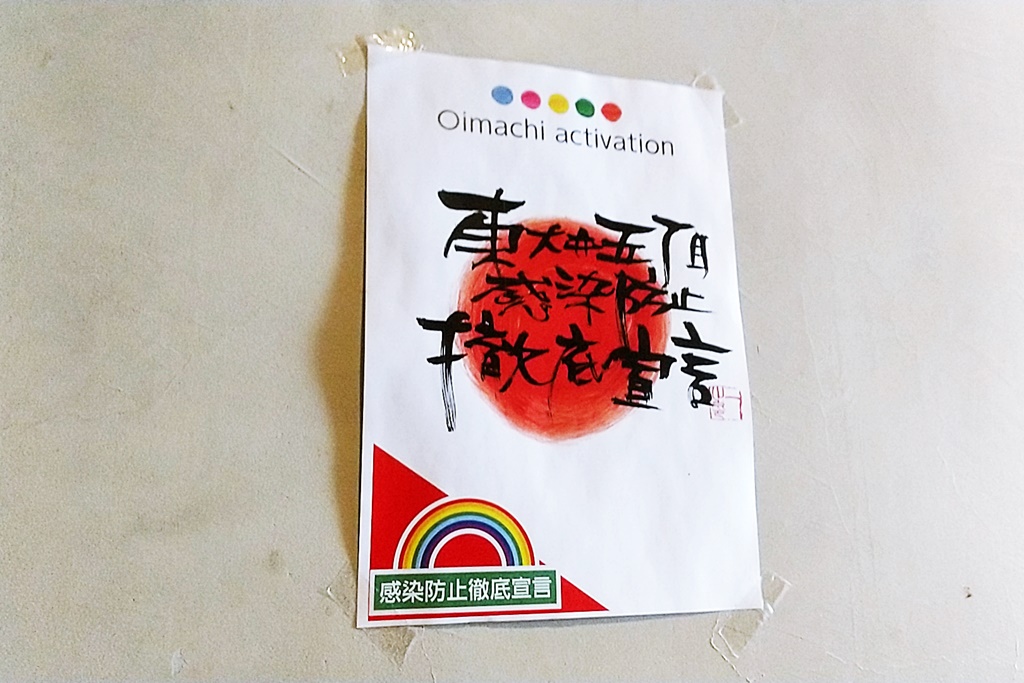 Oimachi activation
東大井五丁目
感染防止
徹底宣言
感染防止徹底宣言